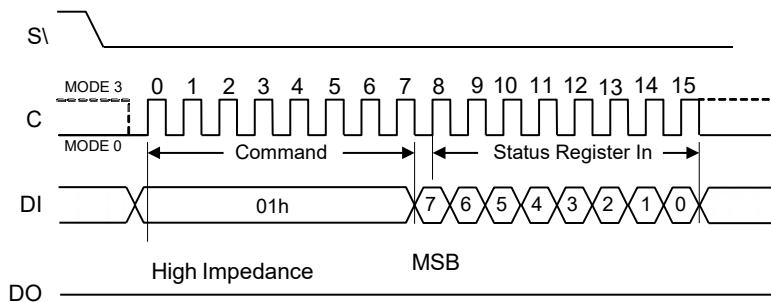 S\
MODE 3 0 1 2 3 4 5 6 7 8 9 10 11 12 13 14 15
C
MODE 0
Command Status Register In
DI 01h 7 6 5 4 3 2 1 0
High Impedance MSB
DO